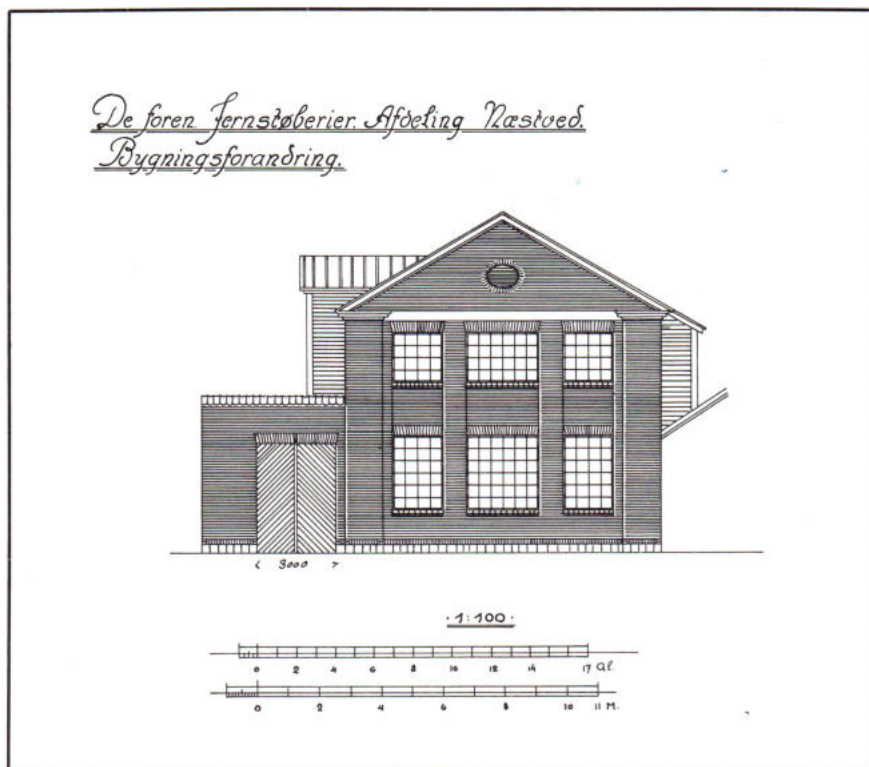 De foren. Jernstøberier. Afdeling Næstved.
Bygningsforandring.
3000
· 1:100 ·
0 2 4 6 8 10 12 14 17 Al.
0 2 4 6 8 10 11 M.